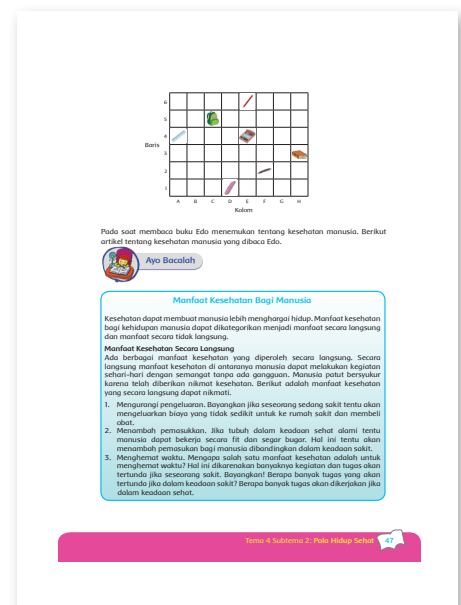 6
5
4
Baris
3
2
1
A B C D E F G H
Kolom
Pada saat membaca buku Edo menemukan tentang kesehatan manusia. Berikut
artikel tentang kesehatan manusia yang dibaca Edo.
Ayo Bacalah
Manfaat Kesehatan Bagi Manusia
Kesehatan dapat membuat manusia lebih menghargai hidup. Manfaat kesehatan
bagi kehidupan manusia dapat dikategorikan menjadi manfaat secara langsung
dan manfaat secara tidak langsung.
Manfaat Kesehatan Secara Langsung
Ada berbagai manfaat kesehatan yang diperoleh secara langsung. Secara
langsung manfaat kesehatan di antaranya manusia dapat melakukan kegiatan
sehari-hari dengan semangat tanpa ada gangguan. Manusia patut bersyukur
karena telah diberikan nikmat kesehatan. Berikut adalah manfaat kesehatan
yang secara langsung dapat dinikmati.
1. Mengurangi pengeluaran. Bayangkan jika seseorang sedang sakit tentu akan
mengeluarkan biaya yang tidak sedikit untuk ke rumah sakit dan membeli
obat.
2. Menambah pemasukkan. Jika tubuh dalam keadaan sehat alami tentu
manusia dapat bekerja secara fit dan segar bugar. Hal ini tentu akan
menambah pemasukan bagi manusia dibandingkan dalam keadaan sakit.
3. Menghemat waktu. Mengapa salah satu manfaat kesehatan adalah untuk
menghemat waktu? Hal ini dikarenakan banyaknya kegiatan dan tugas akan
tertunda jika seseorang sakit. Bayangkan! Berapa banyak tugas yang akan
tertunda jika dalam keadaan sakit? Berapa banyak tugas akan dikerjakan jika
dalam keadaan sehat.
Tema 4 Subtema 2: Pola Hidup Sehat 47